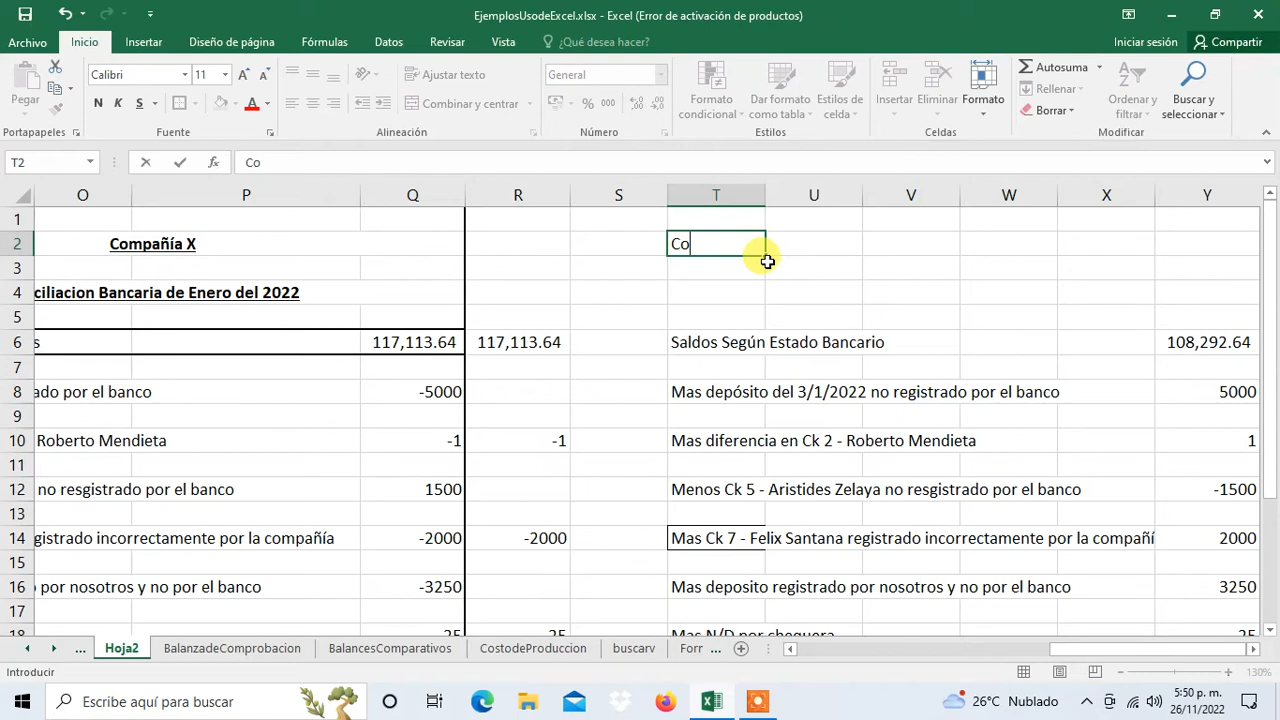 EjemplosUsodeExcel.xlsx - Excel (Error de activación de productos)
Archivo Inicio Insertar Diseño de página Fórmulas Datos Revisar Vista ¿Qué desea hacer? Iniciar sesión Compartir
Pegar
Calibri 11
N K S A
Ajustar texto
Combinar y centrar
General
% 000
Formato condicional
Dar formato como tabla
Estilos de celda
Insertar Eliminar Formato
Autosuma
Rellenar
Borrar
Ordenar y filtrar
Buscar y seleccionar
Portapapeles Fuente Alineación Número Estilos Celdas Modificar
T2 fx Co
O P Q R S T U V W X Y
1
2 Compañía X Co
3
4 ciliacion Bancaria de Enero del 2022
5
6 s 117,113.64 117,113.64 Saldos Según Estado Bancario 108,292.64
7
8 ado por el banco -5000 Mas depósito del 3/1/2022 no registrado por el banco 5000
9
10 Roberto Mendieta -1 -1 Mas diferencia en Ck 2 - Roberto Mendieta 1
11
12 no resgistrado por el banco 1500 Menos Ck 5 - Aristides Zelaya no resgistrado por el banco -1500
13
14 gistrado incorrectamente por la compañía -2000 -2000 Mas Ck 7 - Felix Santana registrado incorrectamente por la compañí 2000
15
16 por nosotros y no por el banco -3250 Mas deposito registrado por nosotros y no por el banco 3250
17
18 25 25 Mas N/D por chequera 25
... Hoja2 BalanzadeComprobacion BalancesComparativos CostodeProduccion buscarv Forr ...
Introducir 130%
Escribe aquí para buscar
26°C Nublado
5:50 p. m.
26/11/2022